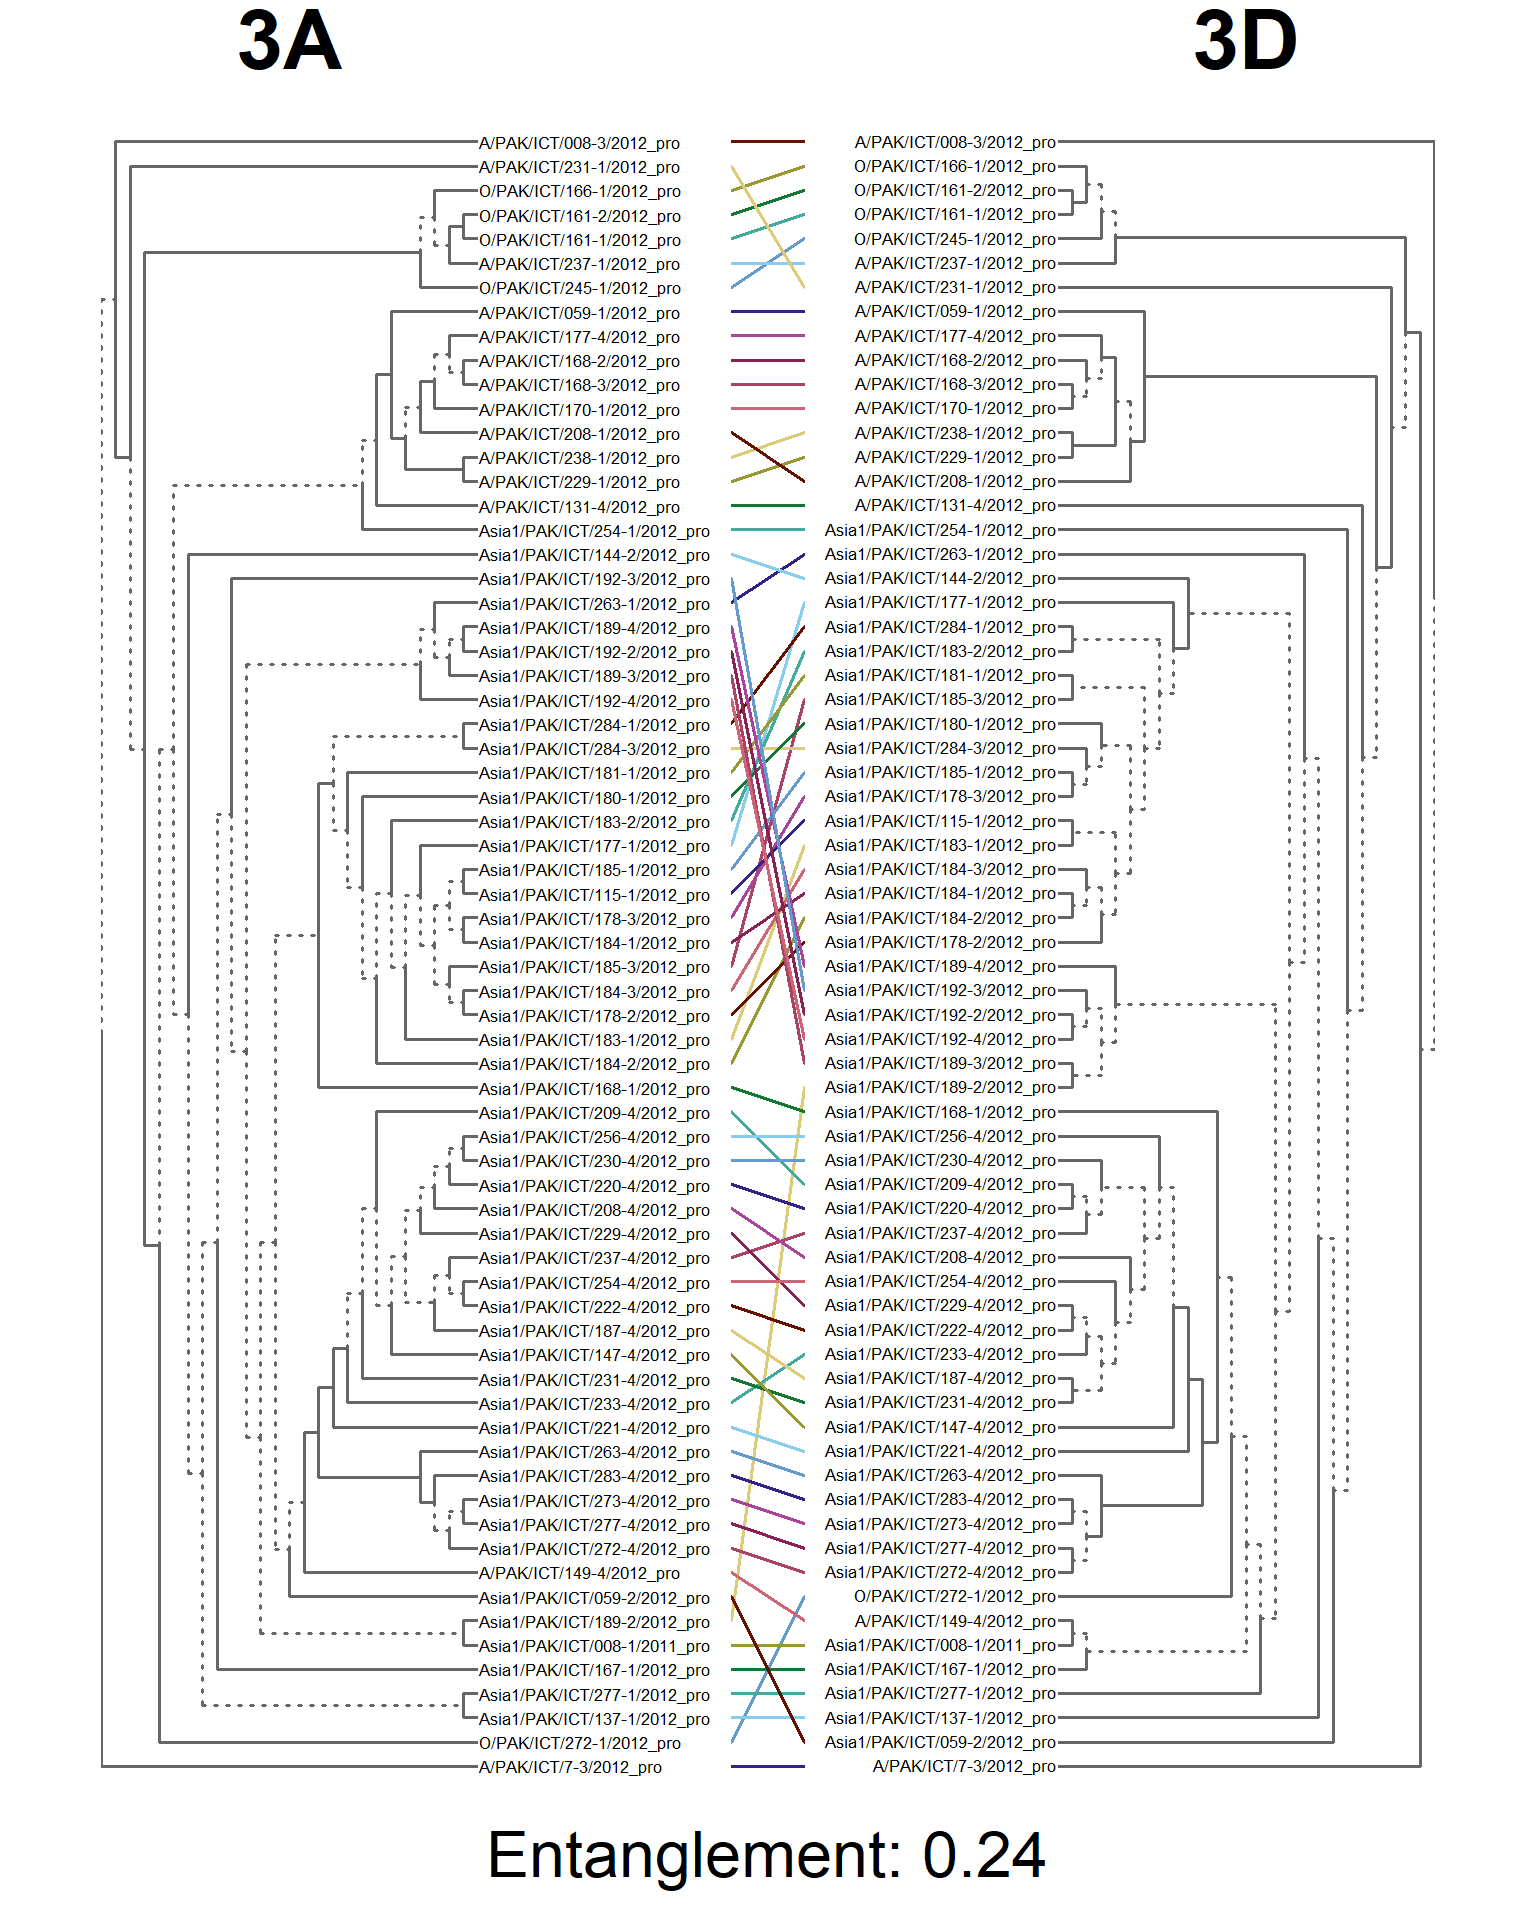 3A 3D
A/PAK/ICT/008-3/2012_pro A/PAK/ICT/008-3/2012_pro
A/PAK/ICT/231-1/2012_pro O/PAK/ICT/166-1/2012_pro
O/PAK/ICT/166-1/2012_pro O/PAK/ICT/161-2/2012_pro
O/PAK/ICT/161-2/2012_pro O/PAK/ICT/161-1/2012_pro
O/PAK/ICT/161-1/2012_pro O/PAK/ICT/245-1/2012_pro
A/PAK/ICT/237-1/2012_pro A/PAK/ICT/237-1/2012_pro
O/PAK/ICT/245-1/2012_pro A/PAK/ICT/231-1/2012_pro
A/PAK/ICT/059-1/2012_pro A/PAK/ICT/059-1/2012_pro
A/PAK/ICT/177-4/2012_pro A/PAK/ICT/177-4/2012_pro
A/PAK/ICT/168-2/2012_pro A/PAK/ICT/168-2/2012_pro
A/PAK/ICT/168-3/2012_pro A/PAK/ICT/168-3/2012_pro
A/PAK/ICT/170-1/2012_pro A/PAK/ICT/170-1/2012_pro
A/PAK/ICT/208-1/2012_pro A/PAK/ICT/238-1/2012_pro
A/PAK/ICT/238-1/2012_pro A/PAK/ICT/229-1/2012_pro
A/PAK/ICT/229-1/2012_pro A/PAK/ICT/208-1/2012_pro
A/PAK/ICT/131-4/2012_pro A/PAK/ICT/131-4/2012_pro
Asia1/PAK/ICT/254-1/2012_pro Asia1/PAK/ICT/254-1/2012_pro
Asia1/PAK/ICT/144-2/2012_pro Asia1/PAK/ICT/263-1/2012_pro
Asia1/PAK/ICT/192-3/2012_pro Asia1/PAK/ICT/144-2/2012_pro
Asia1/PAK/ICT/263-1/2012_pro Asia1/PAK/ICT/177-1/2012_pro
Asia1/PAK/ICT/189-4/2012_pro Asia1/PAK/ICT/284-1/2012_pro
Asia1/PAK/ICT/192-2/2012_pro Asia1/PAK/ICT/183-2/2012_pro
Asia1/PAK/ICT/189-3/2012_pro Asia1/PAK/ICT/181-1/2012_pro
Asia1/PAK/ICT/192-4/2012_pro Asia1/PAK/ICT/185-3/2012_pro
Asia1/PAK/ICT/284-1/2012_pro Asia1/PAK/ICT/180-1/2012_pro
Asia1/PAK/ICT/284-3/2012_pro Asia1/PAK/ICT/284-3/2012_pro
Asia1/PAK/ICT/181-1/2012_pro Asia1/PAK/ICT/185-1/2012_pro
Asia1/PAK/ICT/180-1/2012_pro Asia1/PAK/ICT/178-3/2012_pro
Asia1/PAK/ICT/183-2/2012_pro Asia1/PAK/ICT/115-1/2012_pro
Asia1/PAK/ICT/177-1/2012_pro Asia1/PAK/ICT/183-1/2012_pro
Asia1/PAK/ICT/185-1/2012_pro Asia1/PAK/ICT/184-3/2012_pro
Asia1/PAK/ICT/115-1/2012_pro Asia1/PAK/ICT/184-1/2012_pro
Asia1/PAK/ICT/178-3/2012_pro Asia1/PAK/ICT/184-2/2012_pro
Asia1/PAK/ICT/184-1/2012_pro Asia1/PAK/ICT/178-2/2012_pro
Asia1/PAK/ICT/185-3/2012_pro Asia1/PAK/ICT/189-4/2012_pro
Asia1/PAK/ICT/184-3/2012_pro Asia1/PAK/ICT/192-3/2012_pro
Asia1/PAK/ICT/178-2/2012_pro Asia1/PAK/ICT/192-2/2012_pro
Asia1/PAK/ICT/183-1/2012_pro Asia1/PAK/ICT/192-4/2012_pro
Asia1/PAK/ICT/184-2/2012_pro Asia1/PAK/ICT/189-3/2012_pro
Asia1/PAK/ICT/168-1/2012_pro Asia1/PAK/ICT/189-2/2012_pro
Asia1/PAK/ICT/209-4/2012_pro Asia1/PAK/ICT/168-1/2012_pro
Asia1/PAK/ICT/256-4/2012_pro Asia1/PAK/ICT/256-4/2012_pro
Asia1/PAK/ICT/230-4/2012_pro Asia1/PAK/ICT/230-4/2012_pro
Asia1/PAK/ICT/220-4/2012_pro Asia1/PAK/ICT/209-4/2012_pro
Asia1/PAK/ICT/208-4/2012_pro Asia1/PAK/ICT/220-4/2012_pro
Asia1/PAK/ICT/229-4/2012_pro Asia1/PAK/ICT/237-4/2012_pro
Asia1/PAK/ICT/237-4/2012_pro Asia1/PAK/ICT/208-4/2012_pro
Asia1/PAK/ICT/254-4/2012_pro Asia1/PAK/ICT/254-4/2012_pro
Asia1/PAK/ICT/222-4/2012_pro Asia1/PAK/ICT/229-4/2012_pro
Asia1/PAK/ICT/187-4/2012_pro Asia1/PAK/ICT/222-4/2012_pro
Asia1/PAK/ICT/147-4/2012_pro Asia1/PAK/ICT/233-4/2012_pro
Asia1/PAK/ICT/231-4/2012_pro Asia1/PAK/ICT/187-4/2012_pro
Asia1/PAK/ICT/233-4/2012_pro Asia1/PAK/ICT/231-4/2012_pro
Asia1/PAK/ICT/221-4/2012_pro Asia1/PAK/ICT/147-4/2012_pro
Asia1/PAK/ICT/263-4/2012_pro Asia1/PAK/ICT/221-4/2012_pro
Asia1/PAK/ICT/283-4/2012_pro Asia1/PAK/ICT/263-4/2012_pro
Asia1/PAK/ICT/273-4/2012_pro Asia1/PAK/ICT/283-4/2012_pro
Asia1/PAK/ICT/277-4/2012_pro Asia1/PAK/ICT/273-4/2012_pro
Asia1/PAK/ICT/272-4/2012_pro Asia1/PAK/ICT/277-4/2012_pro
A/PAK/ICT/149-4/2012_pro Asia1/PAK/ICT/272-4/2012_pro
Asia1/PAK/ICT/059-2/2012_pro O/PAK/ICT/272-1/2012_pro
Asia1/PAK/ICT/189-2/2012_pro A/PAK/ICT/149-4/2012_pro
Asia1/PAK/ICT/008-1/2011_pro Asia1/PAK/ICT/008-1/2011_pro
Asia1/PAK/ICT/167-1/2012_pro Asia1/PAK/ICT/167-1/2012_pro
Asia1/PAK/ICT/277-1/2012_pro Asia1/PAK/ICT/277-1/2012_pro
Asia1/PAK/ICT/137-1/2012_pro Asia1/PAK/ICT/137-1/2012_pro
O/PAK/ICT/272-1/2012_pro Asia1/PAK/ICT/059-2/2012_pro
A/PAK/ICT/7-3/2012_pro A/PAK/ICT/7-3/2012_pro
Entanglement: 0.24